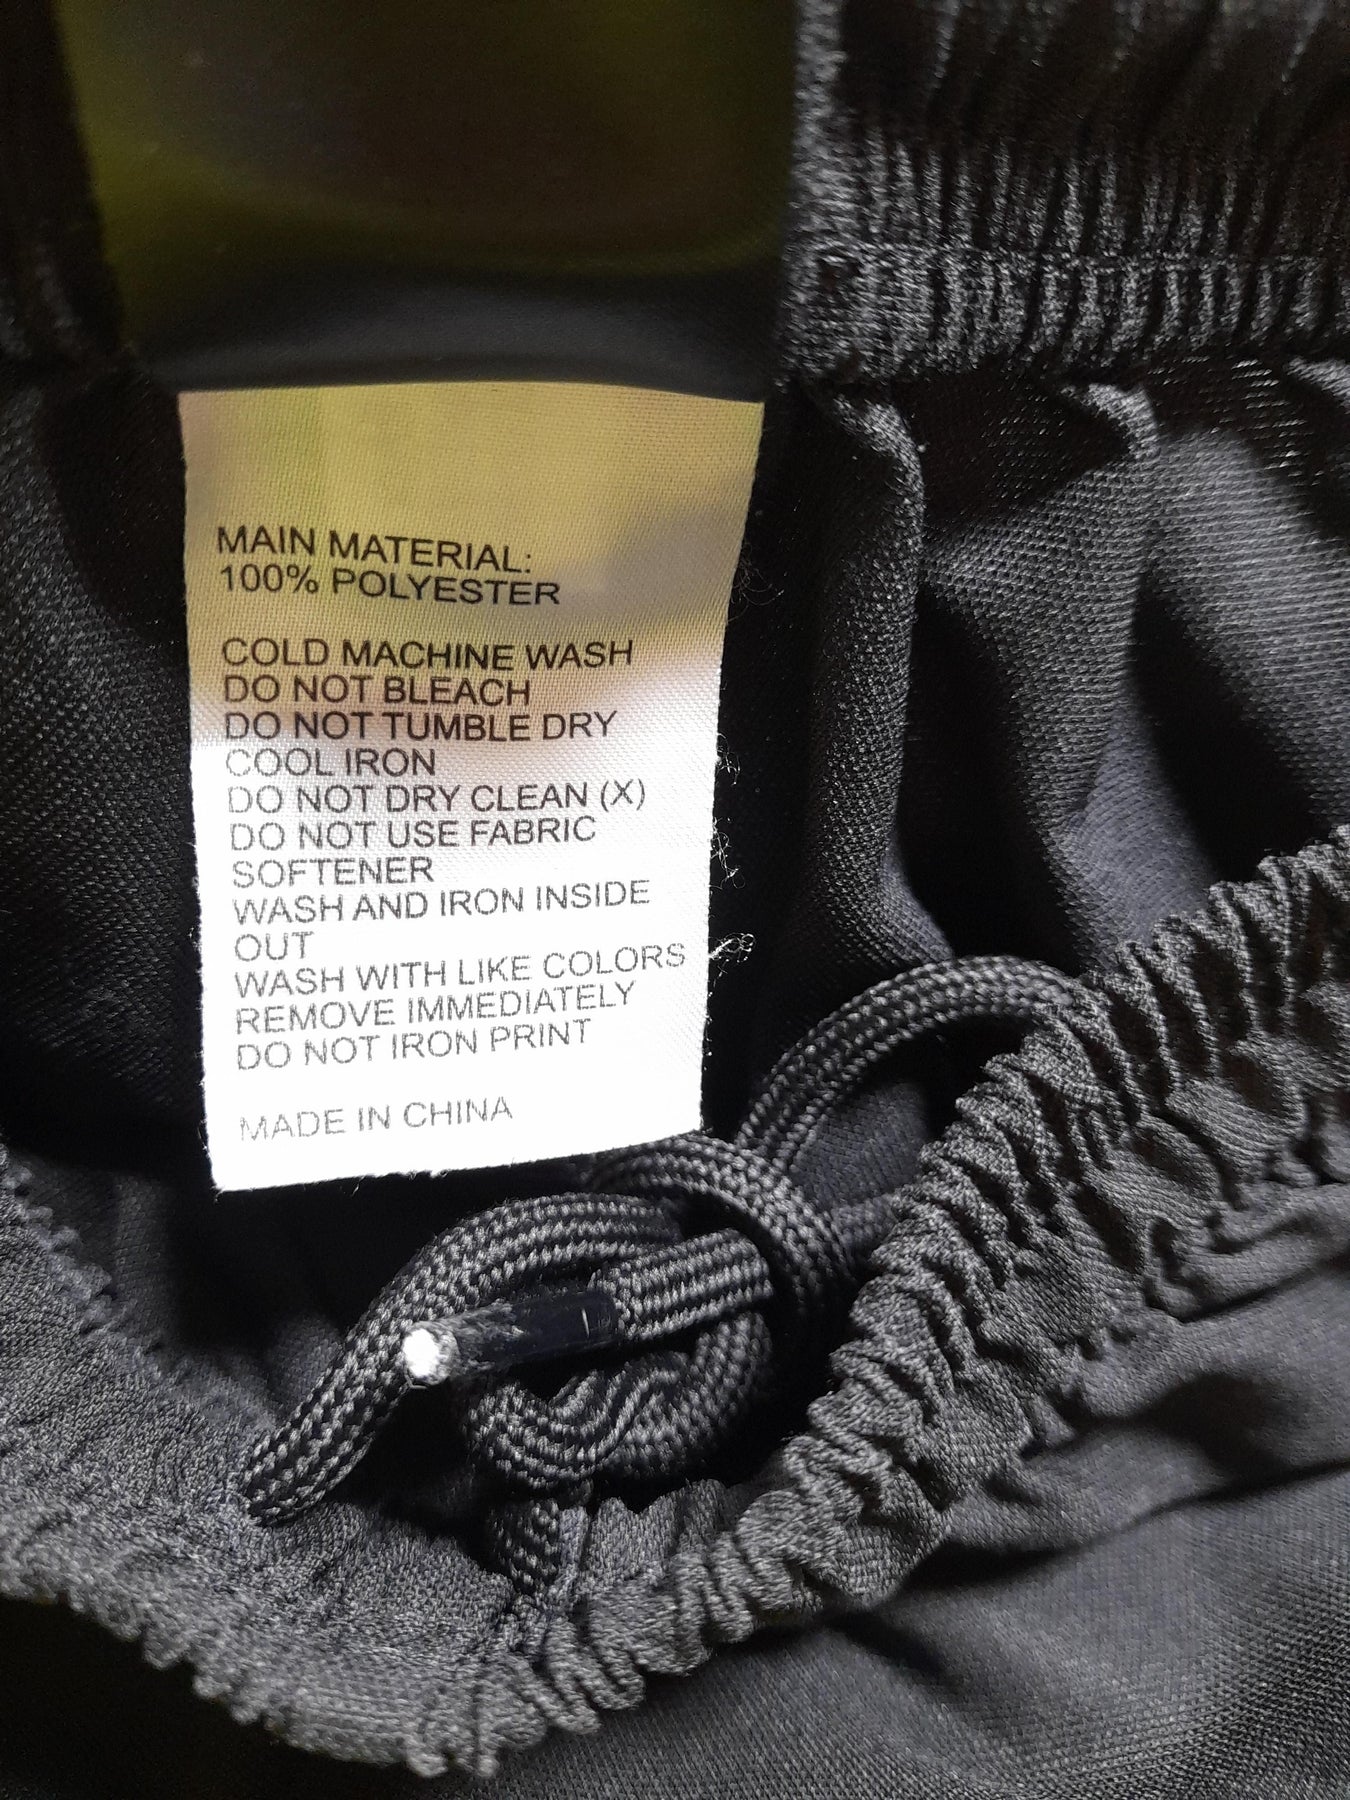 MAIN MATERIAL:
100% POLYESTER
COLD MACHINE WASH
DO NOT BLEACH
DO NOT TUMBLE DRY
COOL IRON
DO NOT DRY CLEAN (X)
DO NOT USE FABRIC
SOFTENER
WASH AND IRON INSIDE
OUT
WASH WITH LIKE COLORS
REMOVE IMMEDIATELY
DO NOT IRON PRINT
MADE IN CHINA